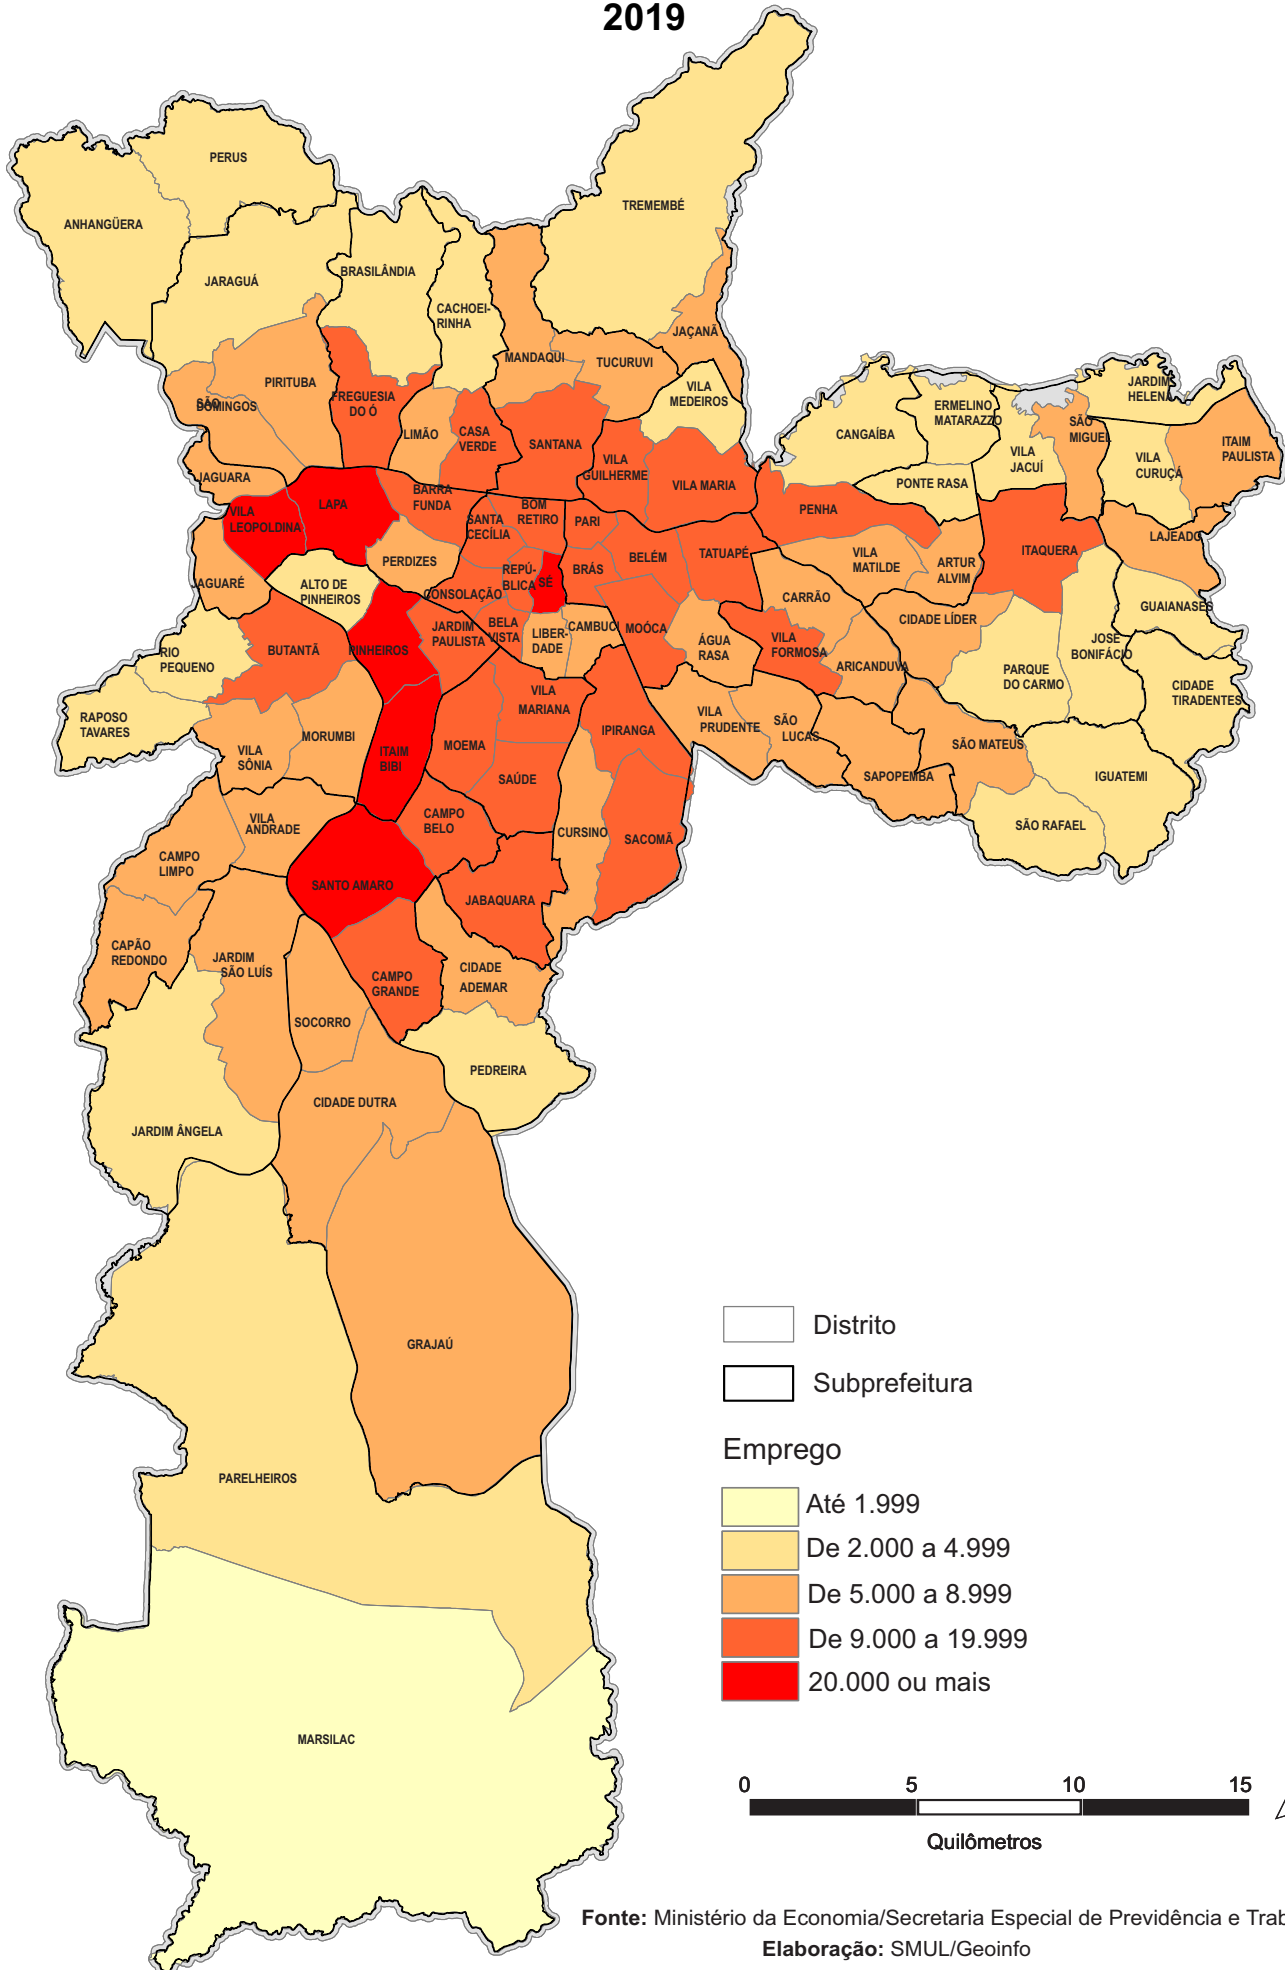 2019
PERUS
ANHANGÜERA
TREMEMBÉ
JARAGUÁ
BRASILÂNDIA
CACHOEI-
RINHA
JAÇANÃ
MANDAQUI
TUCURUVI
PIRITUBA
SÃO
DOMINGOS
FREGUESIA
DO Ó
LIMÃO
CASA
VERDE
SANTANA
VILA
MEDEIROS
VILA
GUILHERME
VILA MARIA
CANGAÍBA
ERMELINO
MATARAZZO
PONTE RASA
VILA
JACUÍ
SÃO
MIGUEL
JARDIM
HELENA
VILA
CURUÇÁ
ITAIM
PAULISTA
JAGUARA
VILA
LEOPOLDINA
LAPA
BARRA
FUNDA
BOM
RETIRO
SANTA
CECÍLIA
PARI
BELÉM
TATUAPÉ
PENHA
VILA
MATILDE
ARTUR
ALVIM
ITAQUERA
LAJEADO
AGUARÉ
ALTO DE
PINHEIROS
PERDIZES
CONSOLAÇÃO
REPÚ-
BLICA
SÉ
BRÁS
CARRÃO
CIDADE LÍDER
GUAIANASES
RIO
PEQUENO
BUTANTÃ
PINHEIROS
JARDIM
PAULISTA
BELA
VISTA
LIBER-
DADE
CAMBUCI
MOÓCA
ÁGUA
RASA
VILA
FORMOSA
ARICANDUVA
PARQUE
DO CARMO
JOSÉ
BONIFÁCIO
CIDADE
TIRADENTES
RAPOSO
TAVARES
VILA
SÔNIA
MORUMBI
ITAIM
BIBI
MOEMA
VILA
MARIANA
SAÚDE
IPIRANGA
VILA
PRUDENTE
SÃO
LUCAS
SAPOPEMBA
SÃO MATEUS
IGUATEMI
SÃO RAFAEL
CAMPO
LIMPO
VILA
ANDRADE
CAMPO
BELO
CURSINO
SACOMÃ
SANTO AMARO
JABAQUARA
CAPÃO
REDONDO
JARDIM
SÃO LUÍS
SOCORRO
CAMPO
GRANDE
CIDADE
ADEMAR
PEDREIRA
CIDADE DUTRA
JARDIM ÂNGELA
GRAJAÚ
PARELHEIROS
MARSILAC
Distrito
Subprefeitura
Emprego
Até 1.999
De 2.000 a 4.999
De 5.000 a 8.999
De 9.000 a 19.999
20.000 ou mais
0 5 10 15
Quilômetros
Fonte: Ministério da Economia/Secretaria Especial de Previdência e Trab
Elaboração: SMUL/Geoinfo